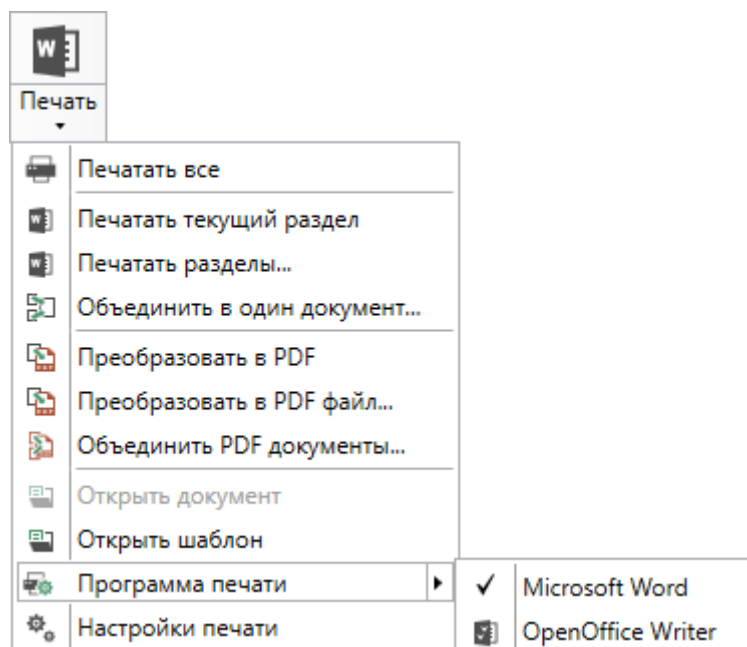 Печать
Печатать все
Печатать текущий раздел
Печатать разделы...
Объединить в один документ...
Преобразовать в PDF
Преобразовать в PDF файл...
Объединить PDF документы...
Открыть документ
Открыть шаблон
Программа печати
Microsoft Word
Настройки печати
OpenOffice Writer